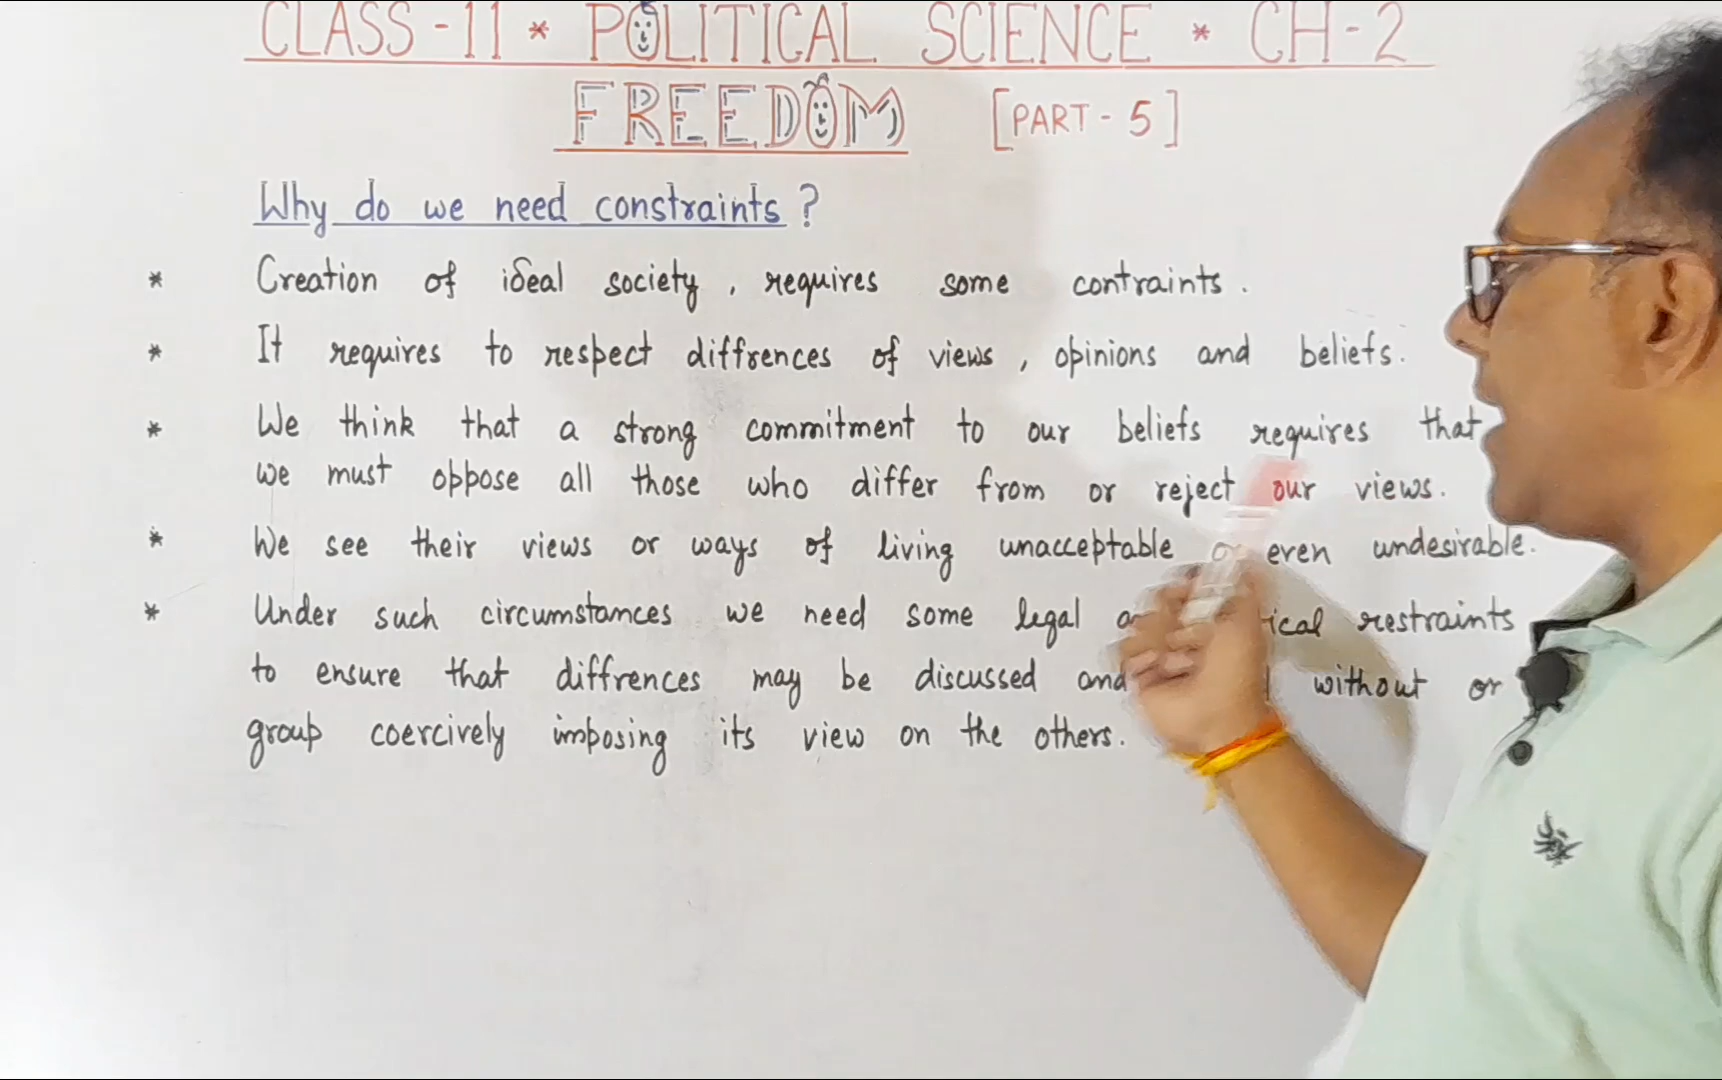 CLASS - 11 * POLITICAL SCIENCE * CH - 2
FREEDOM [PART - 5]
Why do we need constraints ?
* Creation of ideal society , requires some contraints .
* It requires to respect diffrences of views , opinions and beliefs .
* We think that a strong commitment to our beliefs requires that
we must oppose all those who differ from or reject our views .
* We see their views or ways of living unacceptable or even undesirable .
* Under such circumstances we need some legal restraints
to ensure that diffrences may be discussed and without or
group coercively imposing its view on the others .